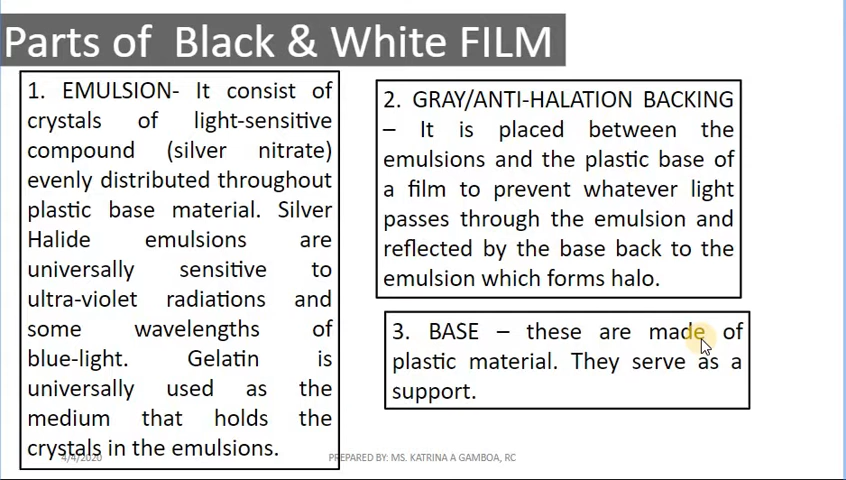 Parts of Black & White FILM
1. EMULSION- It consist of
crystals of light-sensitive
compound (silver nitrate)
evenly distributed throughout
plastic base material. Silver
Halide emulsions are
universally sensitive to
ultra-violet radiations and
some wavelengths of
blue-light. Gelatin is
universally used as the
medium that holds the
crystals in the emulsions.
2. GRAY/ANTI-HALATION BACKING
– It is placed between the
emulsions and the plastic base of
a film to prevent whatever light
passes through the emulsion and
reflected by the base back to the
emulsion which forms halo.
3. BASE – these are made of
plastic material. They serve as a
support.
4/4/2020
PREPARED BY: MS. KATRINA A GAMBOA, RC